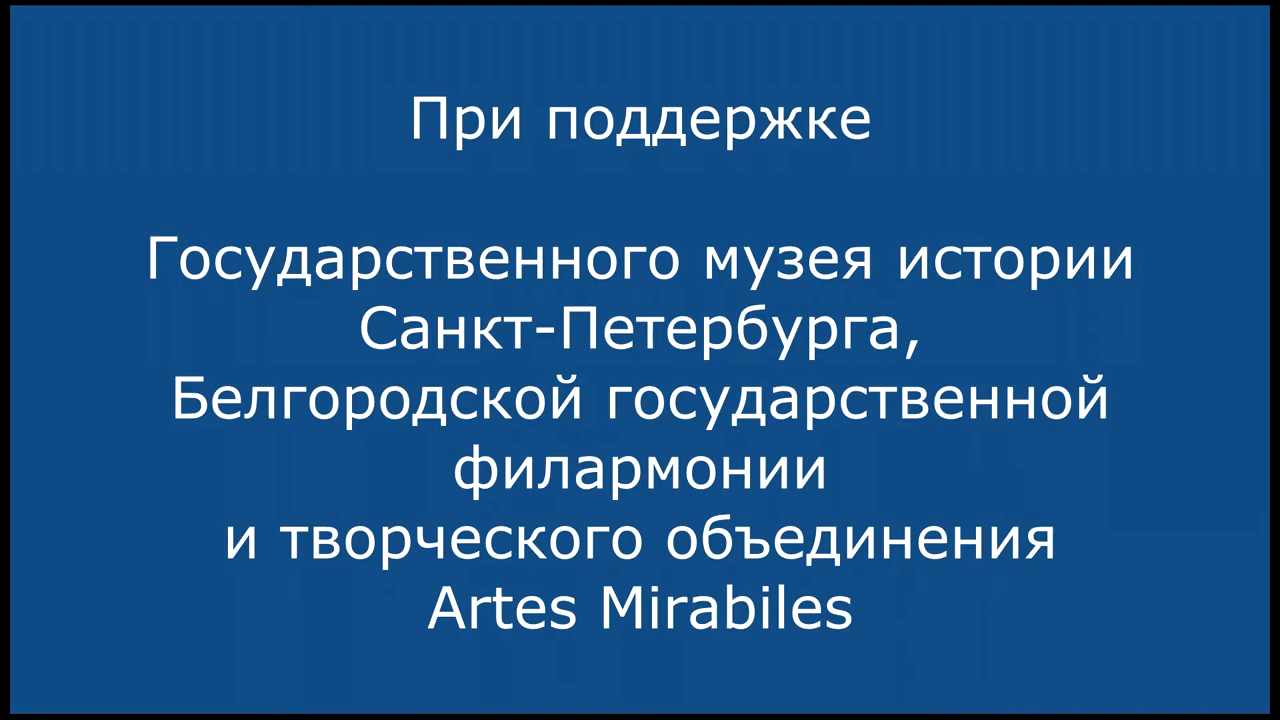 При поддержке
Государственного музея истории
Санкт-Петербурга,
Белгородской государственной
филармонии
и творческого объединения
Artes Mirabiles